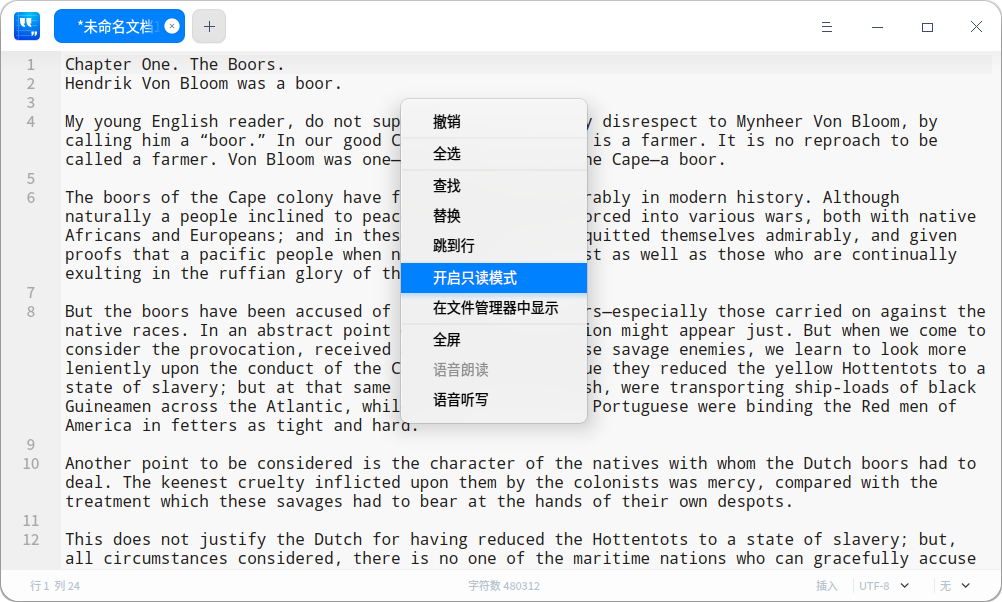 *未命名文档
1 Chapter One. The Boors.
2 Hendrik Von Bloom was a boor.
3
4 My young English reader, do not sup y disrespect to Mynheer Von Bloom, by
calling him a “boor.” In our good C is a farmer. It is no reproach to be
called a farmer. Von Bloom was one— he Cape—a boor.
5
6 The boors of the Cape colony have f rably in modern history. Although
naturally a people inclined to peac orced into various wars, both with native
Africans and Europeans; and in thes quitted themselves admirably, and given
proofs that a pacific people when n st as well as those who are continually
exulting in the ruffian glory of th
7
8 But the boors have been accused of rs—especially those carried on against the
native races. In an abstract point ion might appear just. But when we come to
consider the provocation, received se savage enemies, we learn to look more
leniently upon the conduct of the C ue they reduced the yellow Hottentots to a
state of slavery; but at that same sh, were transporting ship-loads of black
Guineamen across the Atlantic, whil Portuguese were binding the Red men of
America in fetters as tight and hard.
9
10 Another point to be considered is the character of the natives with whom the Dutch boors had to
deal. The keenest cruelty inflicted upon them by the colonists was mercy, compared with the
treatment which these savages had to bear at the hands of their own despots.
11
12 This does not justify the Dutch for having reduced the Hottentots to a state of slavery; but,
all circumstances considered, there is no one of the maritime nations who can gracefully accuse
撤销
全选
查找
替换
跳到行
开启只读模式
在文件管理器中显示
全屏
语音朗读
语音听写
行 1 列 24 字符数 480312 插入 UTF-8 无